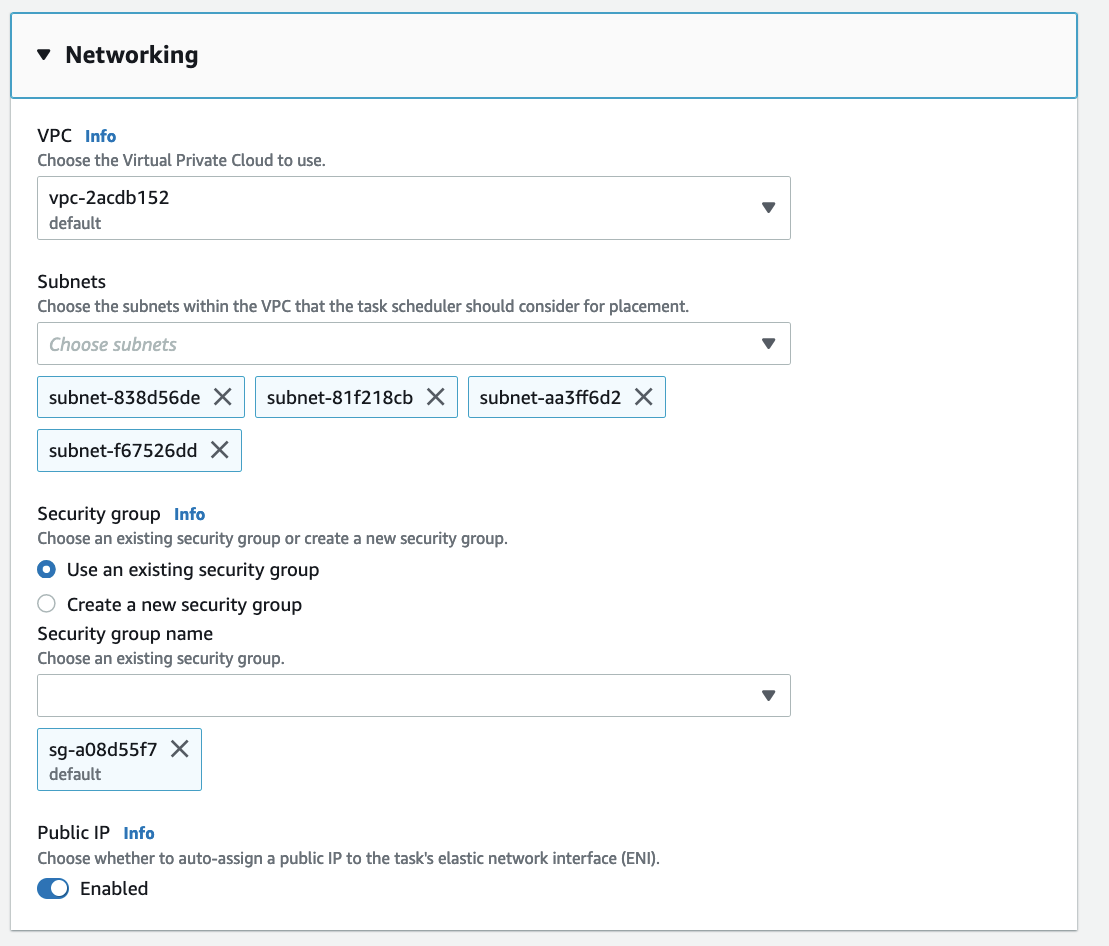 Networking
VPC Info
Choose the Virtual Private Cloud to use.
vpc-2acdb152
default
Subnets
Choose the subnets within the VPC that the task scheduler should consider for placement.
Choose subnets
subnet-838d56de subnet-81f218cb subnet-aa3ff6d2
subnet-f67526dd
Security group Info
Choose an existing security group or create a new security group.
Use an existing security group
Create a new security group
Security group name
Choose an existing security group.
sg-a08d55f7
default
Public IP Info
Choose whether to auto-assign a public IP to the task's elastic network interface (ENI).
Enabled